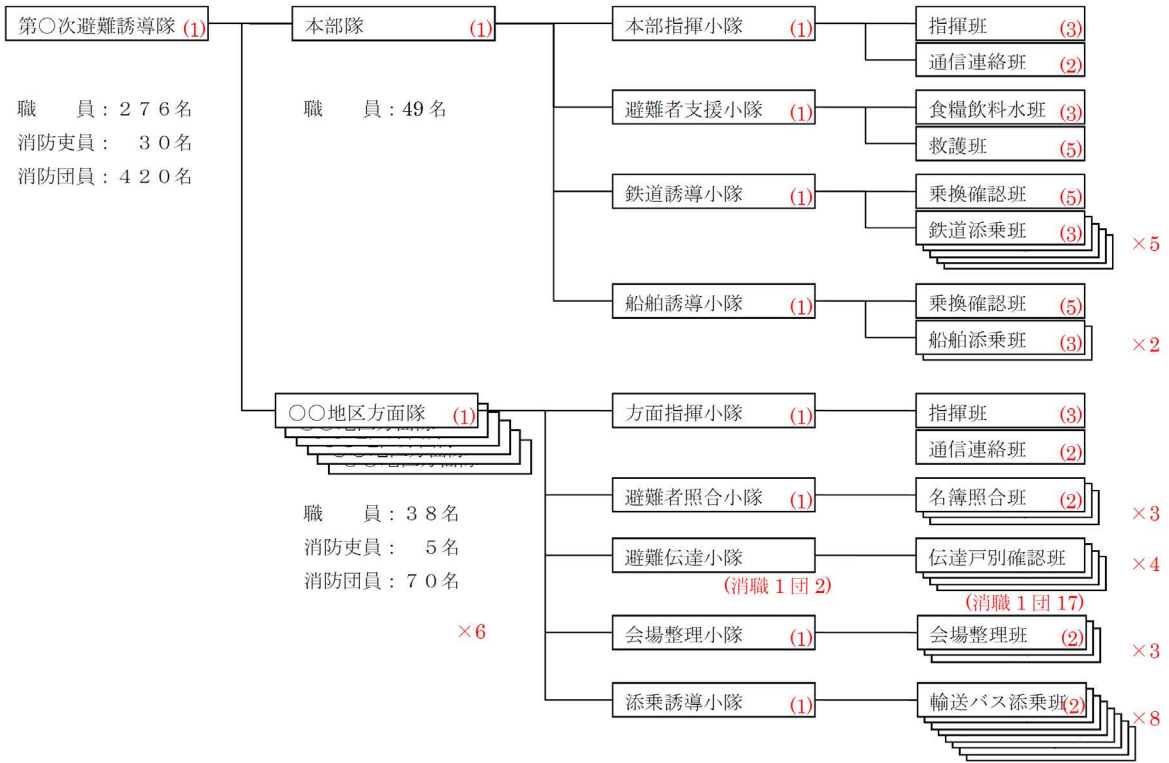 第○次避難誘導隊 (1)
本部隊 (1)
本部指揮小隊 (1)
指揮班 (3)
通信連絡班 (2)
職　員：２７６名
消防吏員：　３０名
消防団員：４２０名
職　員：49名
避難者支援小隊 (1)
食糧飲料水班 (3)
救護班 (5)
鉄道誘導小隊 (1)
乗換確認班 (5)
鉄道添乗班 (3)
×5
船舶誘導小隊 (1)
乗換確認班 (5)
船舶添乗班 (3)
×2
○○地区方面隊 (1)
方面指揮小隊 (1)
指揮班 (3)
通信連絡班 (2)
職　員：３８名
消防吏員：　５名
消防団員：７０名
×6
避難者照合小隊 (1)
名簿照合班 (2)
×3
避難伝達小隊
(消職 1 団 2)
伝達戸別確認班
×4
(消職 1 団 17)
会場整理小隊 (1)
会場整理班 (2)
×3
添乗誘導小隊 (1)
輸送バス添乗班 (2)
×8